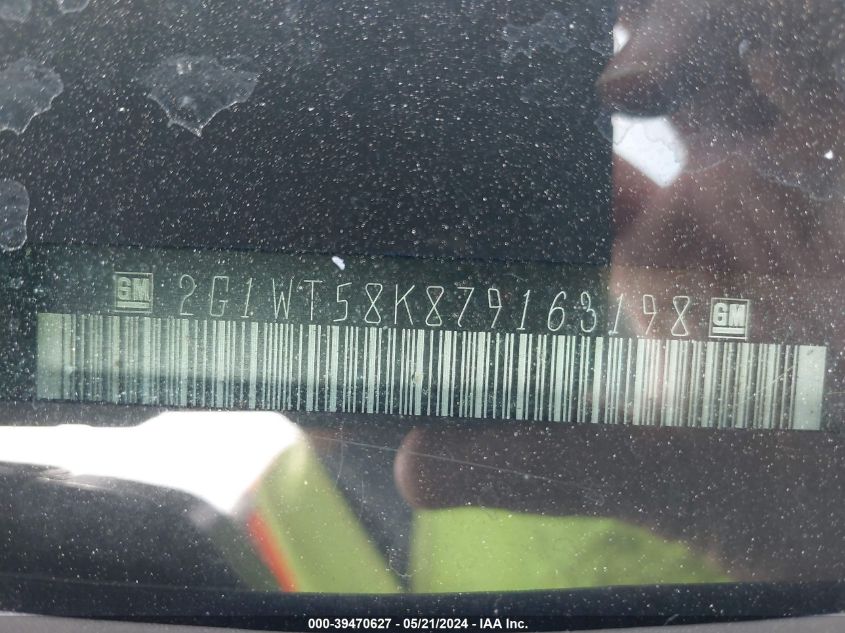 GM 2G1WT58K879163198 GM
000-39470627 / 05/21/2024 - IAA Inc.